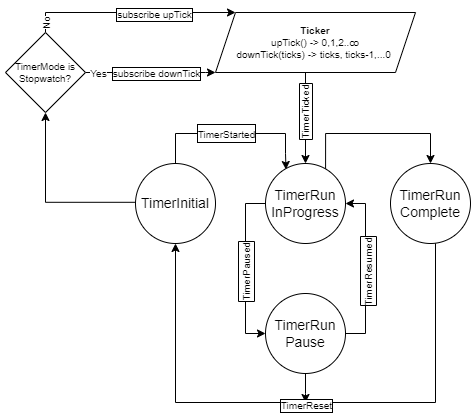 No
subscribe upTick
Ticker
upTick() -> 0,1,2..∞
downTick(ticks) -> ticks, ticks-1,...0
TimerMode is
Stopwatch?
Yes
subscribe downTick
TimerTicked
TimerStarted
TimerInitial
TimerRun
InProgress
TimerRun
Complete
TimerPaused
TimerResumed
TimerRun
Pause
TimerReset